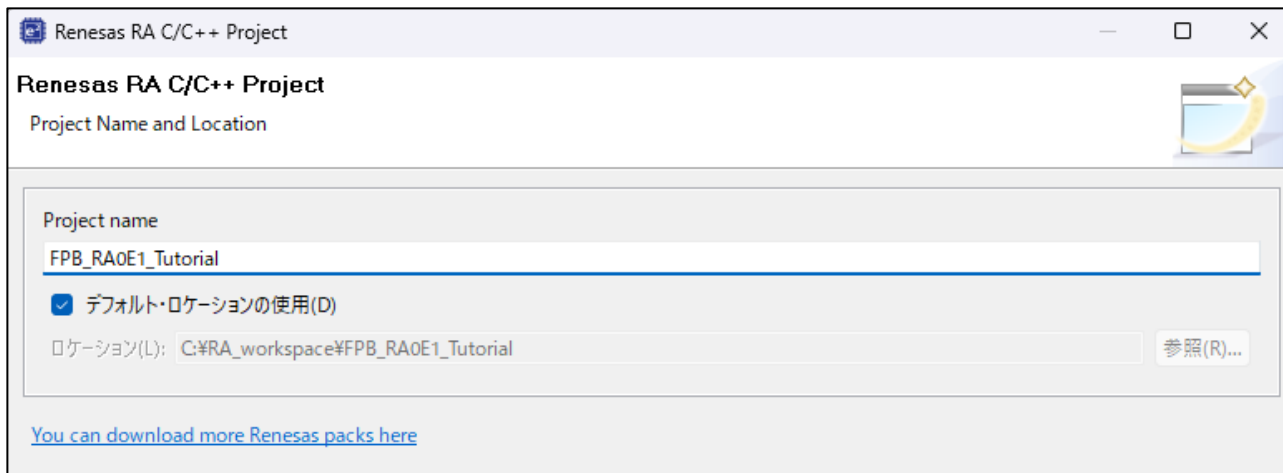 Renesas RA C/C++ Project
Renesas RA C/C++ Project
Project Name and Location
Project name
FPB_RA0E1_Tutorial
デフォルト・ロケーションの使用(D)
ロケーション(L): C:¥RA_workspace¥FPB_RA0E1_Tutorial 参照(R)...
You can download more Renesas packs here